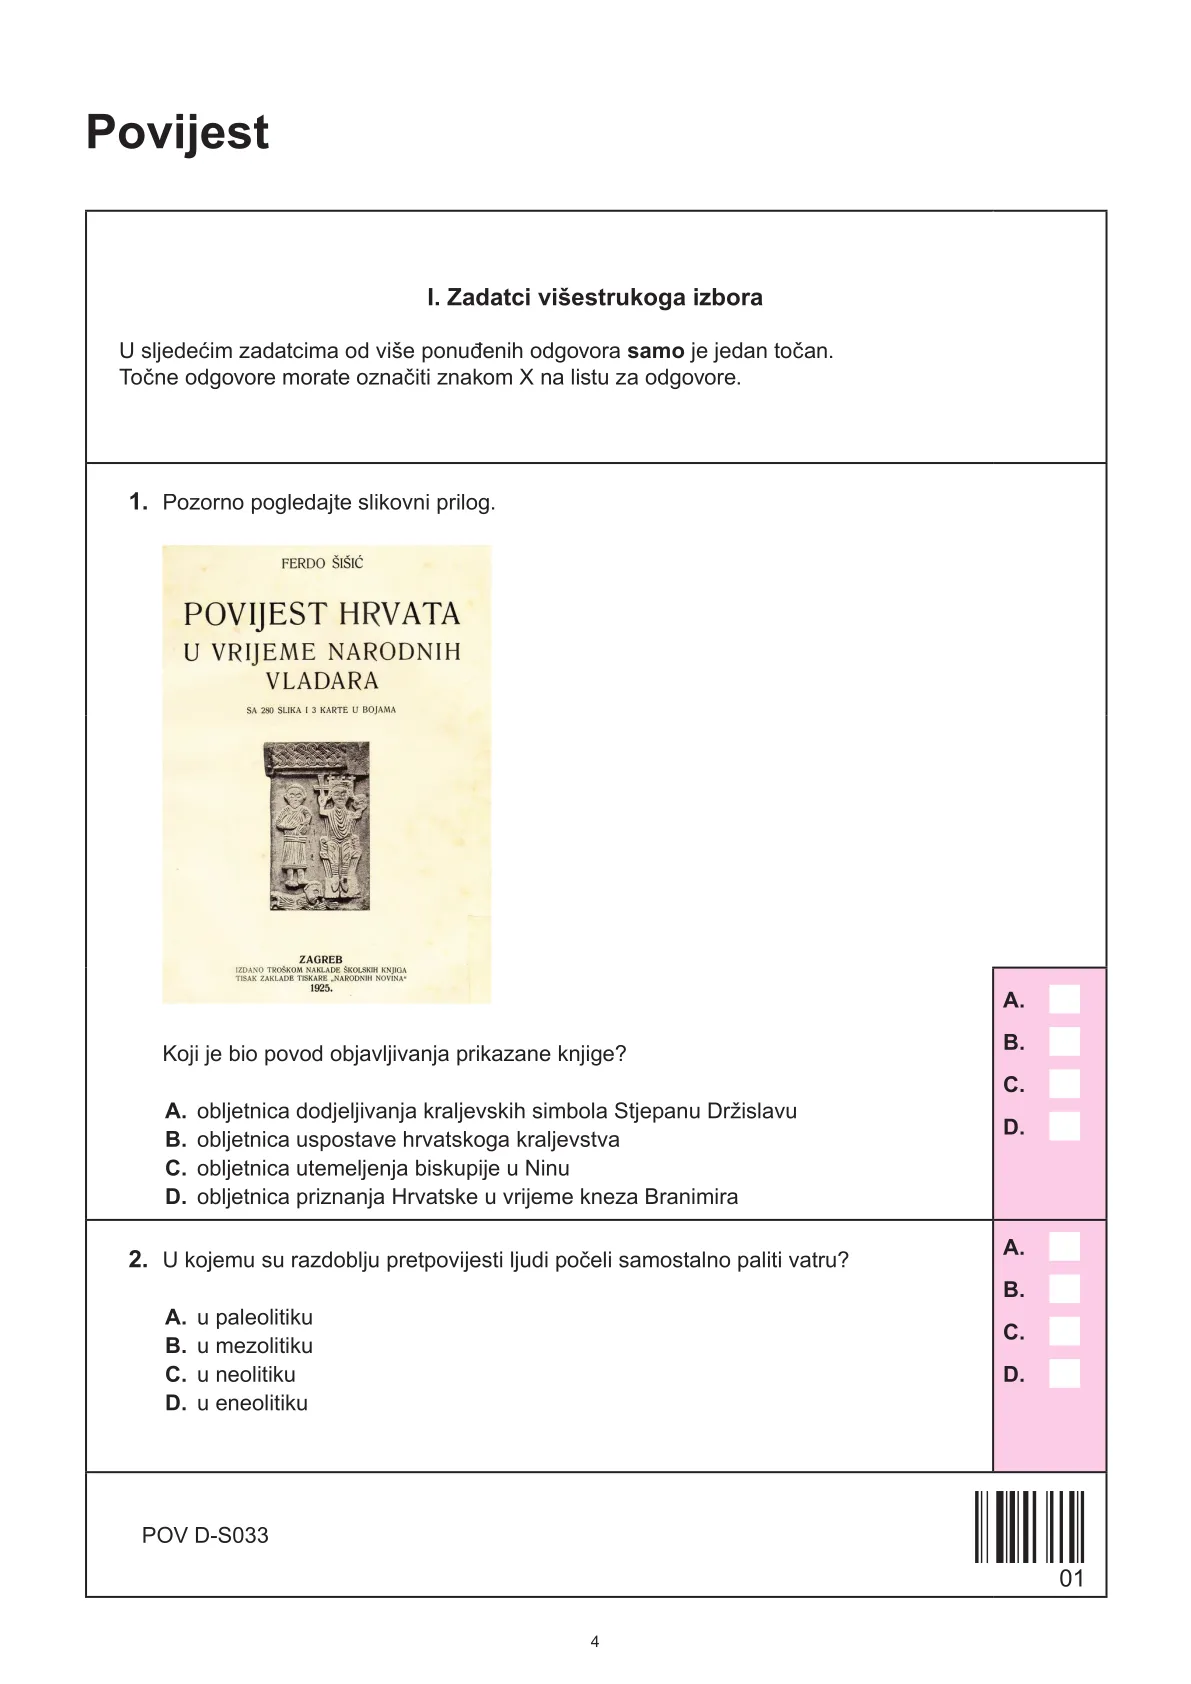 Povijest
I. Zadatci višestrukoga izbora
U sljedećim zadatcima od više ponuđenih odgovora samo je jedan točan.
Točne odgovore morate označiti znakom X na listu za odgovore.
1. Pozorno pogledajte slikovni prilog.
FERDO ŠIŠIĆ
POVIJEST HRVATA
U VRIJEME NARODNIH
VLADARA
SA 280 SLIKA I 3 KARTE U BOJAMA
ZAGREB
IZDANO TROŠKOM NAKLADE ŠKOLSKIH KNJIGA
TISAK ZAKLADE TISKARE „NARODNIH NOVINA“
1925.
Koji je bio povod objavljivanja prikazane knjige?
A. obljetnica dodjeljivanja kraljevskih simbola Stjepanu Držislavu
B. obljetnica uspostave hrvatskoga kraljevstva
C. obljetnica utemeljenja biskupije u Ninu
D. obljetnica priznanja Hrvatske u vrijeme kneza Branimira
A.
B.
C.
D.
2. U kojemu su razdoblju pretpovijesti ljudi počeli samostalno paliti vatru?
A. u paleolitiku
B. u mezolitiku
C. u neolitiku
D. u eneolitiku
A.
B.
C.
D.
POV D-S033
01
4